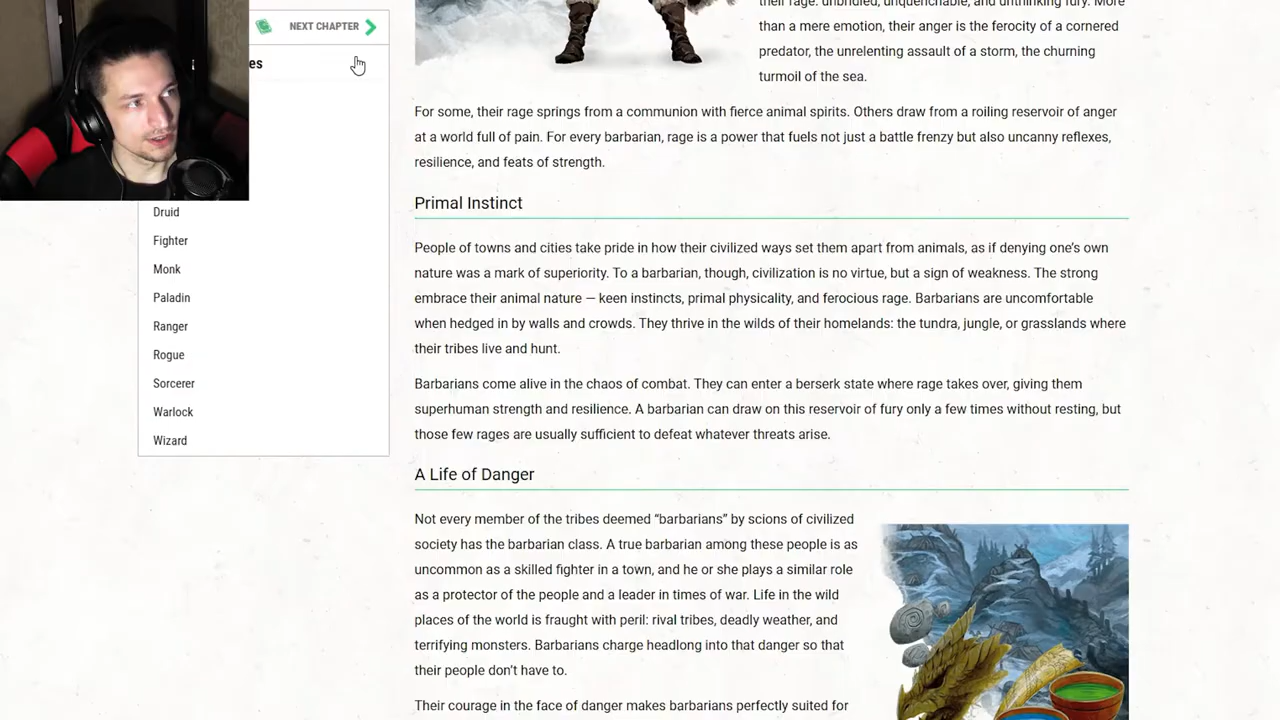 NEXT CHAPTER
es
Druid
Fighter
Monk
Paladin
Ranger
Rogue
Sorcerer
Warlock
Wizard
their rage: unbridled, unquenchable, and unthinking fury. More
than a mere emotion, their anger is the ferocity of a cornered
predator, the unrelenting assault of a storm, the churning
turmoil of the sea.
For some, their rage springs from a communion with fierce animal spirits. Others draw from a roiling reservoir of anger
at a world full of pain. For every barbarian, rage is a power that fuels not just a battle frenzy but also uncanny reflexes,
resilience, and feats of strength.
Primal Instinct
People of towns and cities take pride in how their civilized ways set them apart from animals, as if denying one’s own
nature was a mark of superiority. To a barbarian, though, civilization is no virtue, but a sign of weakness. The strong
embrace their animal nature — keen instincts, primal physicality, and ferocious rage. Barbarians are uncomfortable
when hedged in by walls and crowds. They thrive in the wilds of their homelands: the tundra, jungle, or grasslands where
their tribes live and hunt.
Barbarians come alive in the chaos of combat. They can enter a berserk state where rage takes over, giving them
superhuman strength and resilience. A barbarian can draw on this reservoir of fury only a few times without resting, but
those few rages are usually sufficient to defeat whatever threats arise.
A Life of Danger
Not every member of the tribes deemed “barbarians” by scions of civilized
society has the barbarian class. A true barbarian among these people is as
uncommon as a skilled fighter in a town, and he or she plays a similar role
as a protector of the people and a leader in times of war. Life in the wild
places of the world is fraught with peril: rival tribes, deadly weather, and
terrifying monsters. Barbarians charge headlong into that danger so that
their people don’t have to.
Their courage in the face of danger makes barbarians perfectly suited for